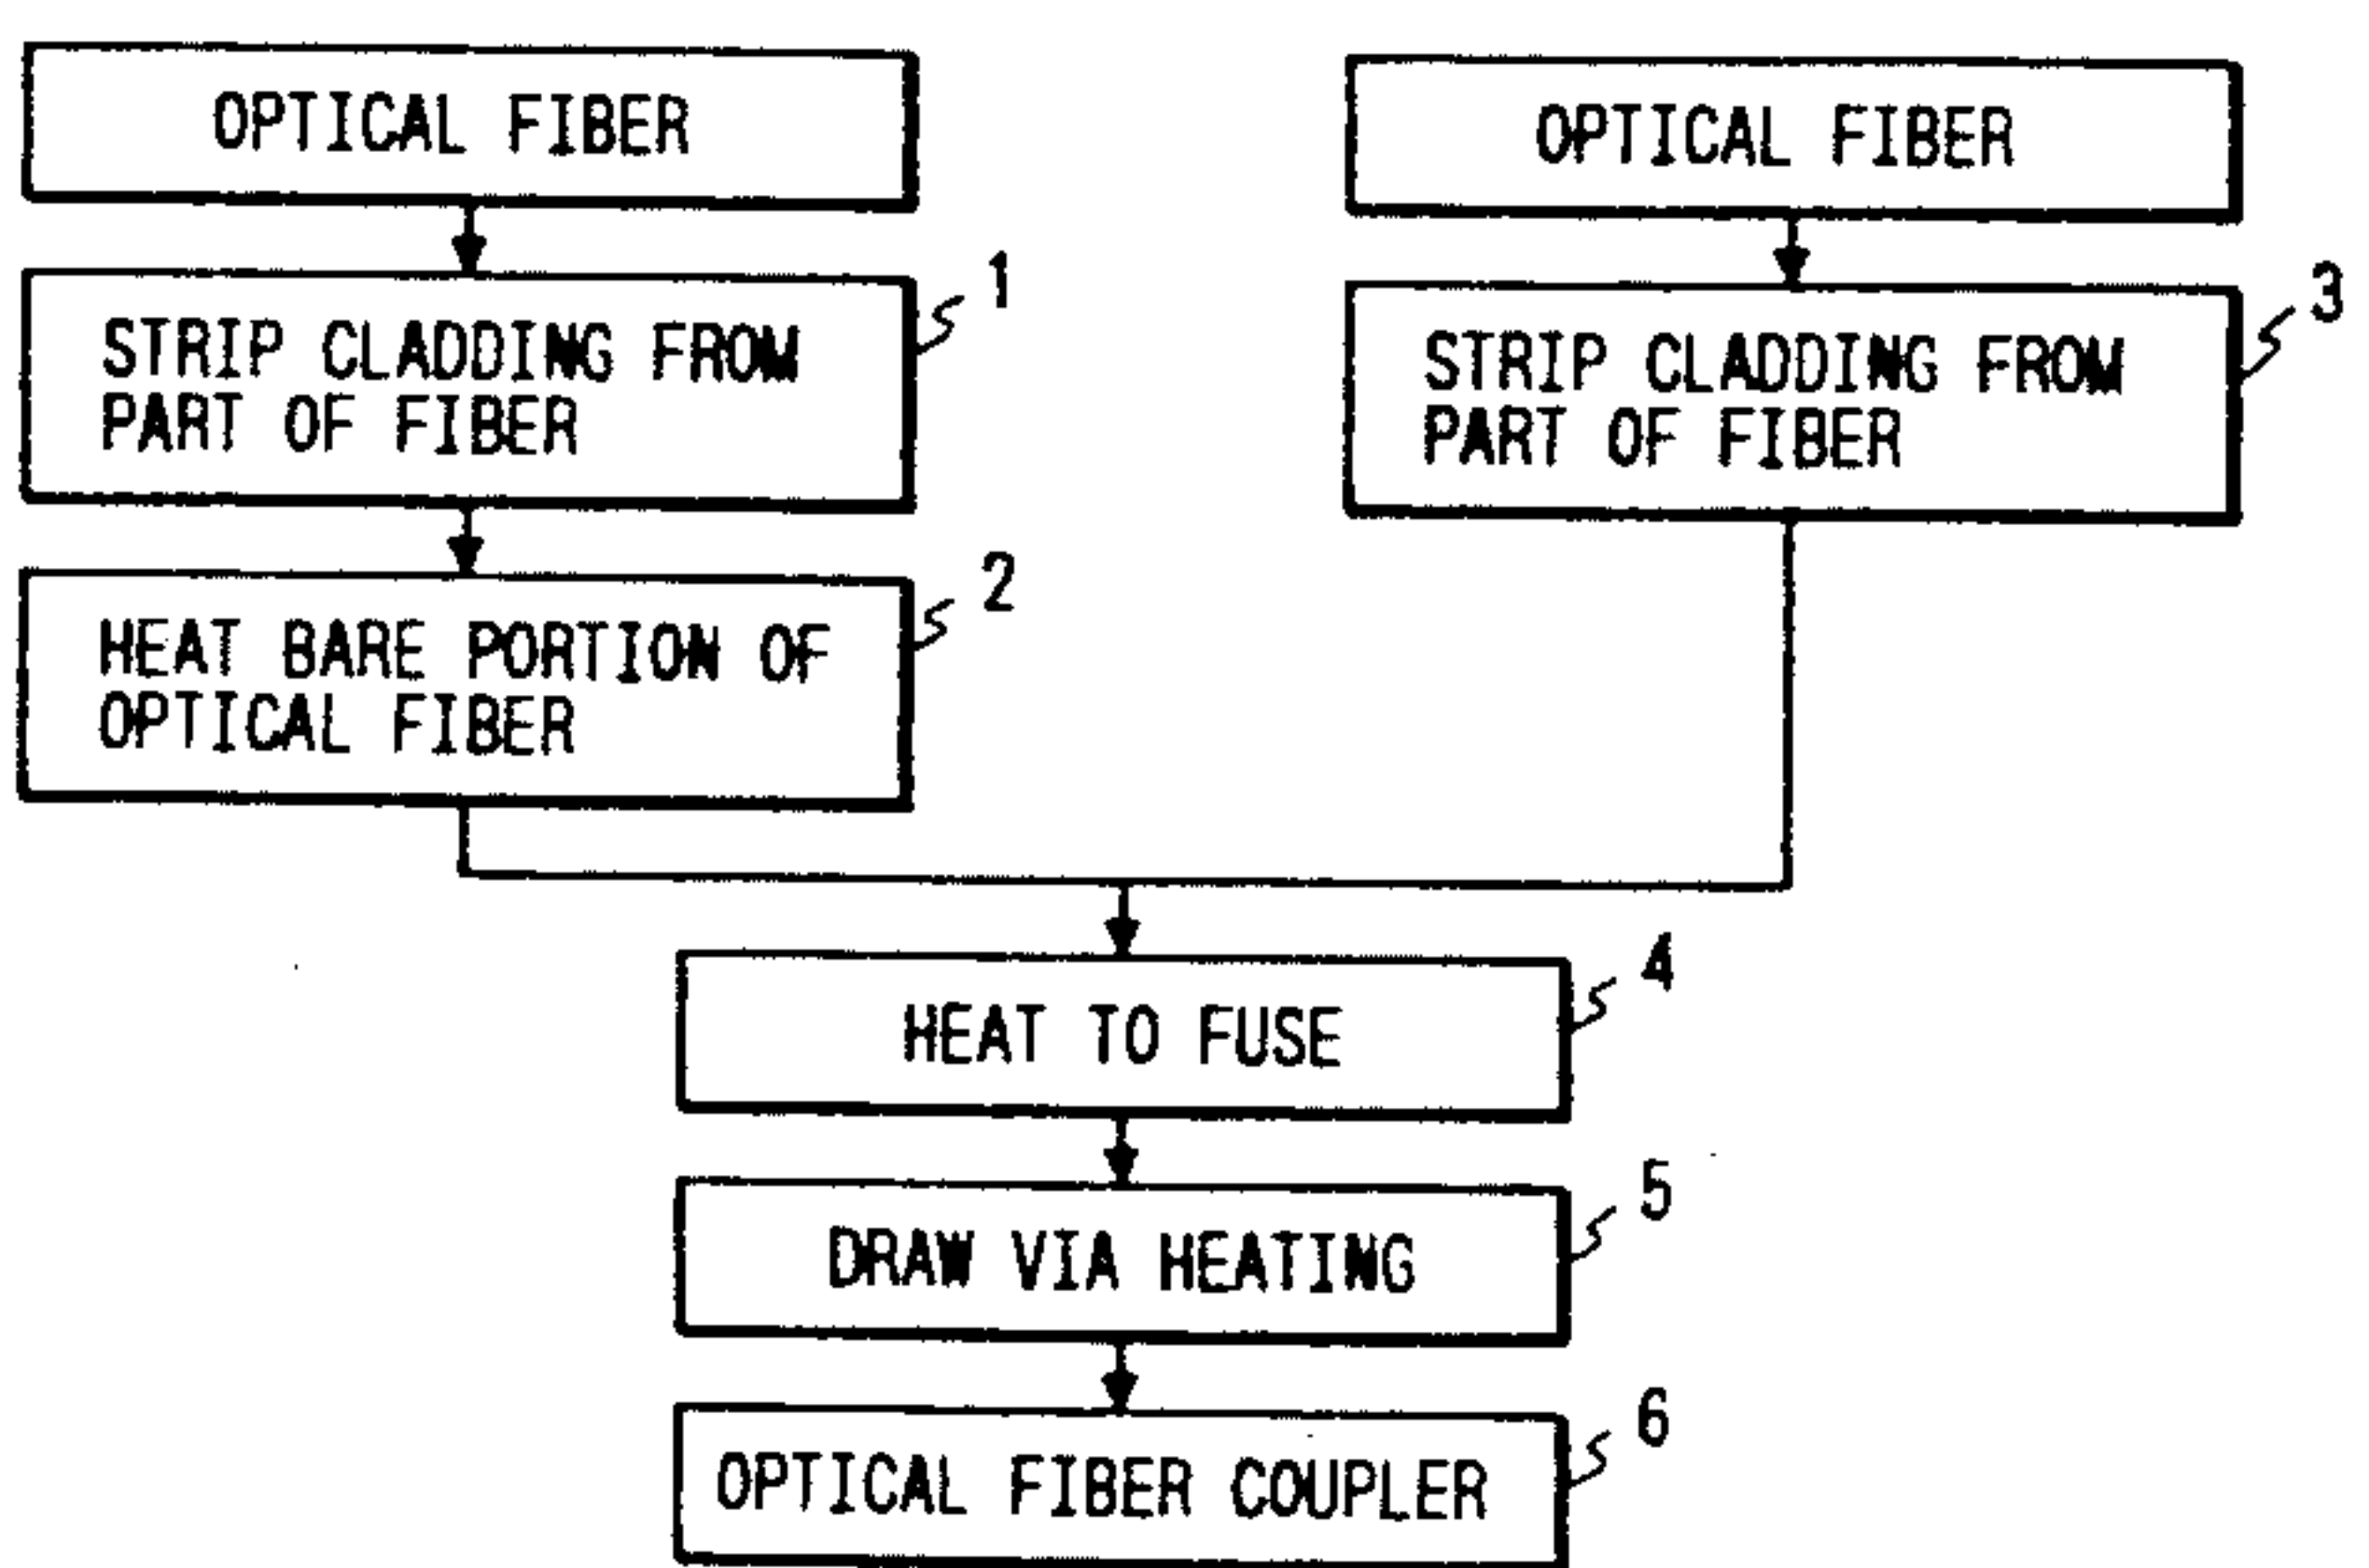 OPTICAL FIBER
STRIP CLADDING FROM
PART OF FIBER
1
HEAT BARE PORTION OF
OPTICAL FIBER
2
OPTICAL FIBER
STRIP CLADDING FROM
PART OF FIBER
3
HEAT TO FUSE
4
DRAW VIA HEATING
5
OPTICAL FIBER COUPLER
6